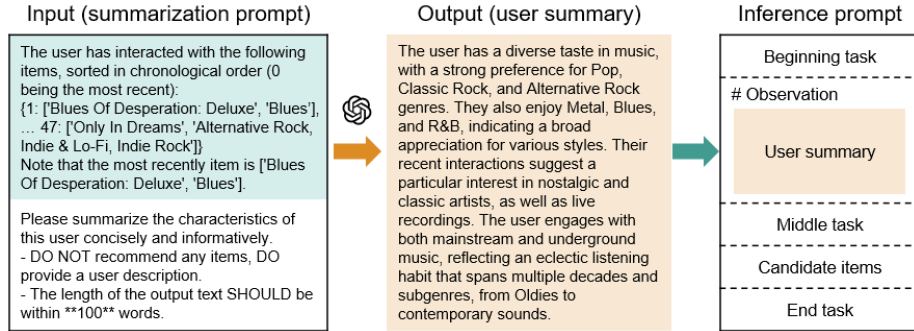 Input (summarization prompt)
The user has interacted with the following
items, sorted in chronological order (0
being the most recent):
{1: ['Blues Of Desperation: Deluxe', 'Blues'],
... 47: ['Only In Dreams', 'Alternative Rock,
Indie & Lo-Fi, Indie Rock']}
Note that the most recently item is ['Blues
Of Desperation: Deluxe', 'Blues'].
Please summarize the characteristics of
this user concisely and informatively.
- DO NOT recommend any items, DO
provide a user description.
- The length of the output text SHOULD be
within **100** words.
Output (user summary)
The user has a diverse taste in music,
with a strong preference for Pop,
Classic Rock, and Alternative Rock
genres. They also enjoy Metal, Blues,
and R&B, indicating a broad
appreciation for various styles. Their
recent interactions suggest a
particular interest in nostalgic and
classic artists, as well as live
recordings. The user engages with
both mainstream and underground
music, reflecting an eclectic listening
habit that spans multiple decades and
subgenres, from Oldies to
contemporary sounds.
Inference prompt
Beginning task
# Observation
User summary
Middle task
Candidate items
End task